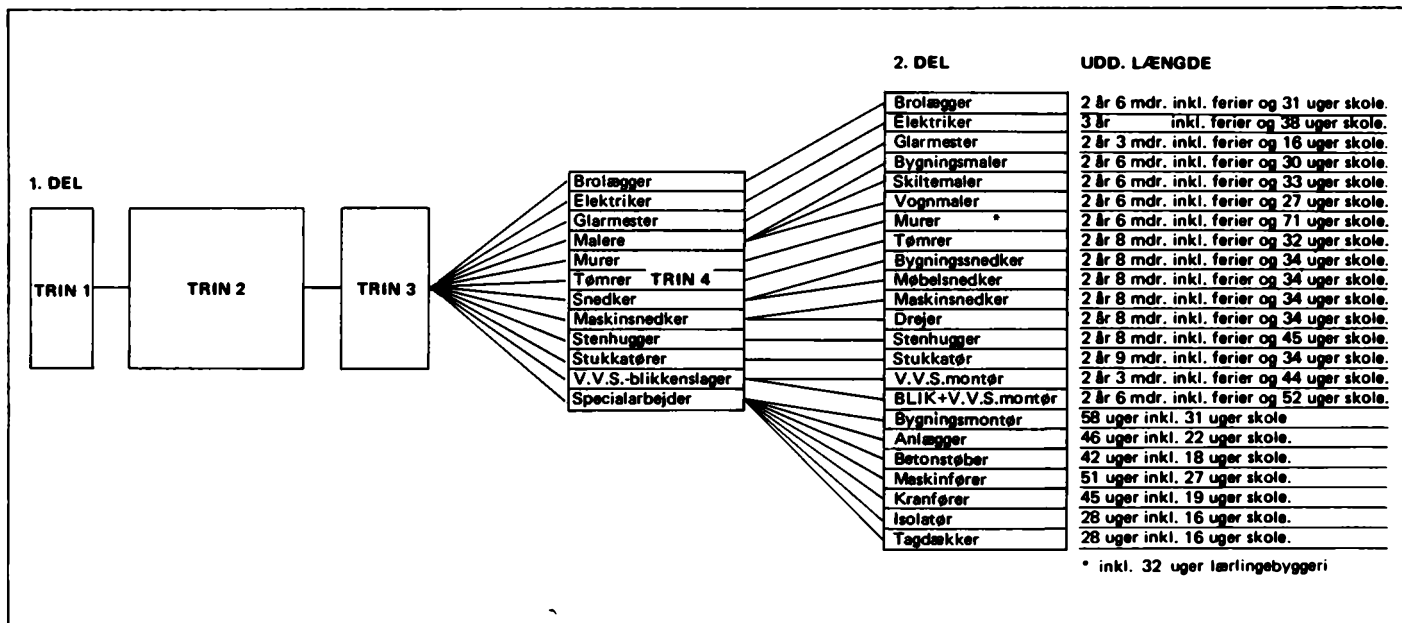 2. DEL UDD. LÆNGDE
Brolægger 2 år 6 mdr. inkl. ferier og 31 uger skole.
Elektriker 3 år inkl. ferier og 38 uger skole.
Glarmester 2 år 3 mdr. inkl. ferier og 16 uger skole.
Bygningsmaler 2 år 6 mdr. inkl. ferier og 30 uger skole.
Skiltemaler 2 år 6 mdr. inkl. ferier og 33 uger skole.
Vognmaler 2 år 6 mdr. inkl. ferier og 27 uger skole.
Murer * 2 år 6 mdr. inkl. ferier og 71 uger skole.
Tømrer 2 år 8 mdr. inkl. ferier og 32 uger skole.
Bygningssnedker 2 år 8 mdr. inkl. ferier og 34 uger skole.
Møbelsnedker 2 år 8 mdr. inkl. ferier og 34 uger skole.
Maskinsnedker 2 år 8 mdr. inkl. ferier og 34 uger skole.
Drejer 2 år 8 mdr. inkl. ferier og 34 uger skole.
Stenhugger 2 år 8 mdr. inkl. ferier og 45 uger skole.
Stukkatør 2 år 9 mdr. inkl. ferier og 34 uger skole.
V.V.S.montør 2 år 3 mdr. inkl. ferier og 44 uger skole.
BLIK+V.V.S.montør 2 år 6 mdr. inkl. ferier og 52 uger skole.
Bygningsmontør 58 uger inkl. 31 uger skole
Anlægger 46 uger inkl. 22 uger skole.
Betonstøber 42 uger inkl. 18 uger skole.
Maskinfører 51 uger inkl. 27 uger skole.
Kranfører 45 uger inkl. 19 uger skole.
Isolatør 28 uger inkl. 16 uger skole.
Tagdækker 28 uger inkl. 16 uger skole.
* inkl. 32 uger lærlingebyggeri
1. DEL
TRIN 1
TRIN 2
TRIN 3
TRIN 4
Brolægger
Elektriker
Glarmester
Malere
Murer
Tømrer
Snedker
Maskinsnedker
Stenhugger
Stukkatører
V.V.S.-blikkenslager
Specialarbejder